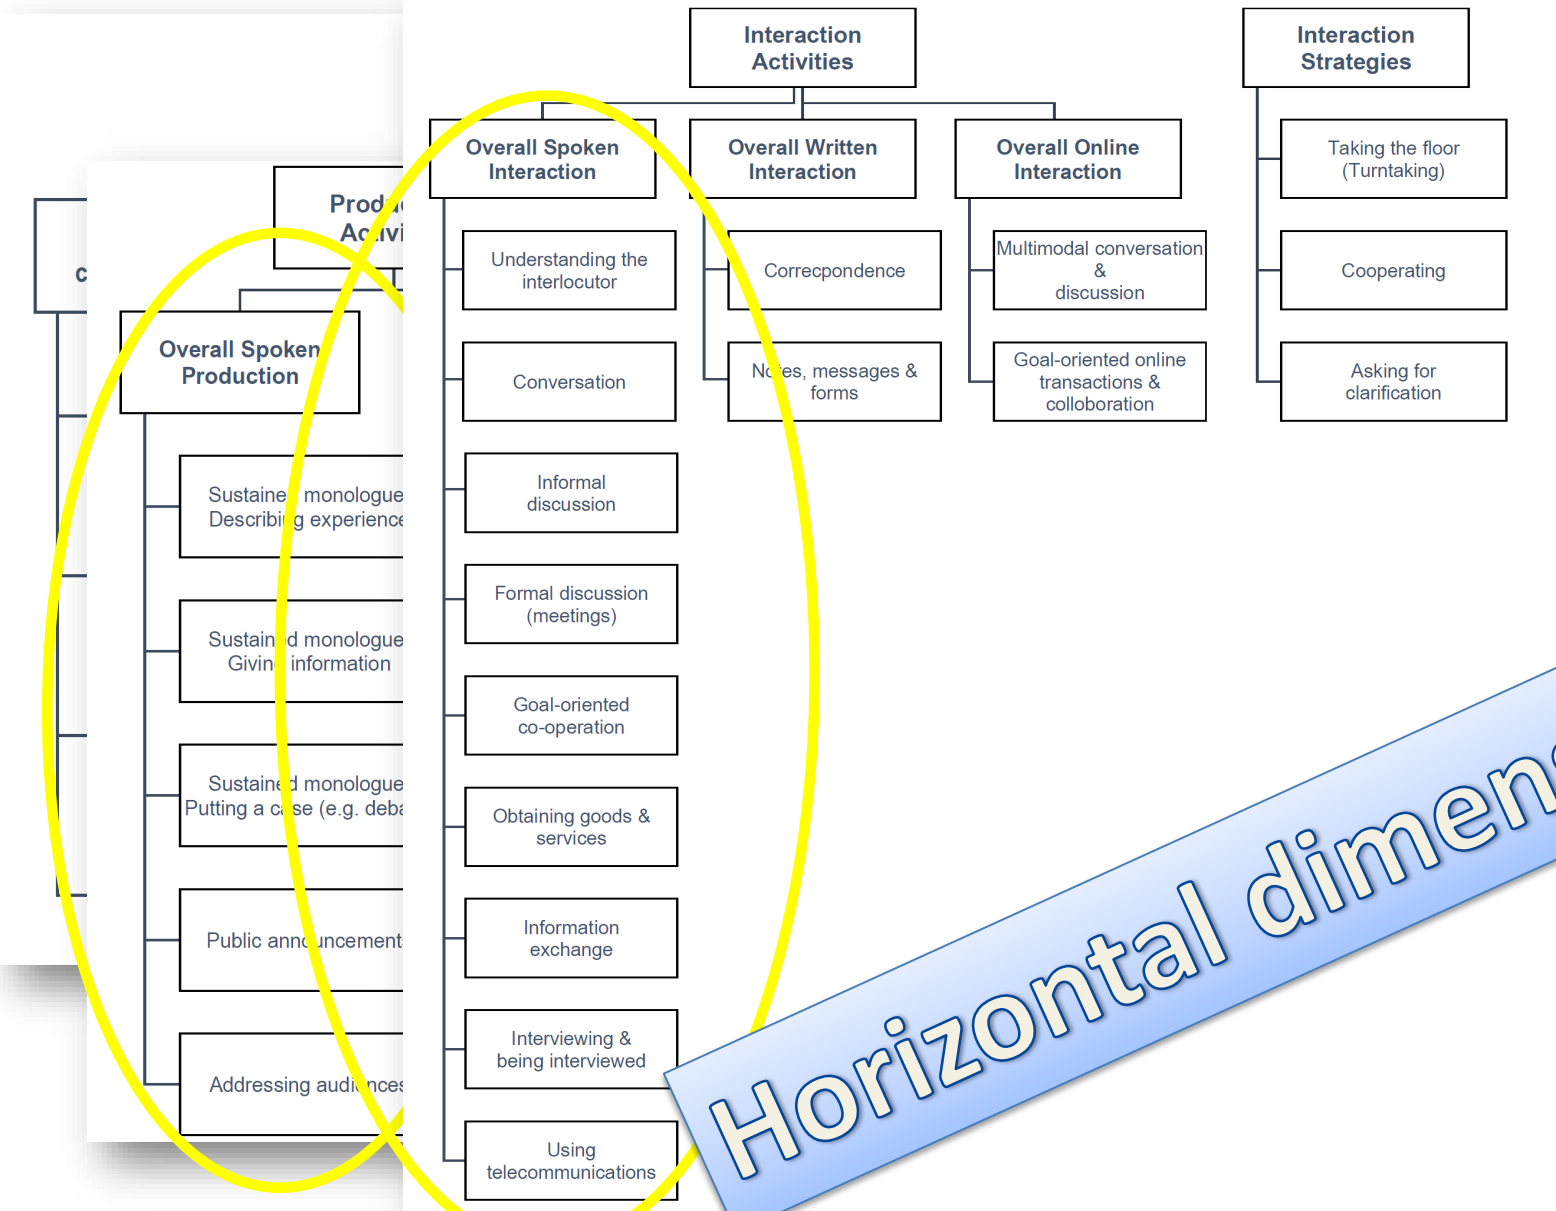 Interaction
Activities
Interaction
Strategies
Overall Spoken
Interaction
Overall Written
Interaction
Overall Online
Interaction
Taking the floor
(Turntaking)
Understanding the
interlocutor
Correcpondence
Multimodal conversation
&
discussion
Cooperating
Conversation
Notes, messages &
forms
Goal-oriented online
transactions &
colloboration
Asking for
clarification
Informal
discussion
Formal discussion
(meetings)
Goal-oriented
co-operation
Obtaining goods &
services
Information
exchange
Interviewing &
being interviewed
Using
telecommunications
Overall Spoken
Production
Sustained monologue
Describing experience
Sustained monologue
Giving information
Sustained monologue
Putting a case (e.g.
Public announcements
Addressing audiences
Horizontal